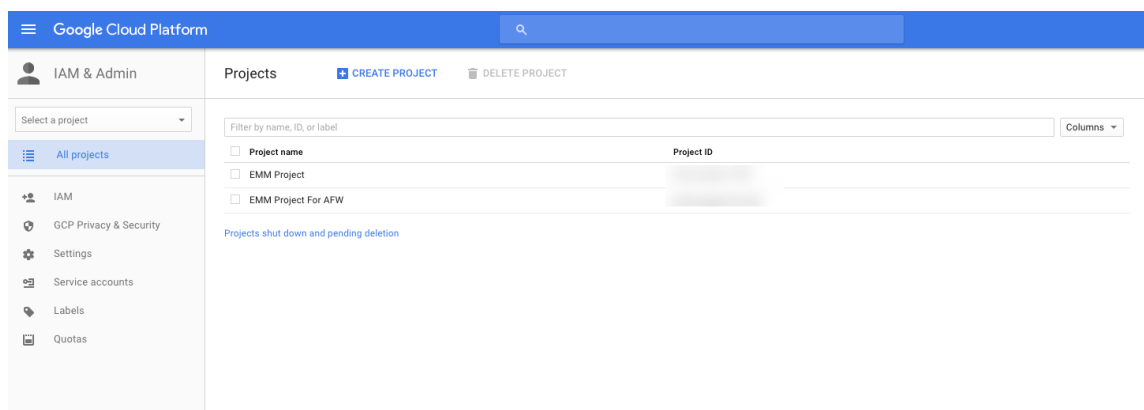 Google Cloud Platform
IAM & Admin
Projects
CREATE PROJECT
DELETE PROJECT
Select a project
All projects
IAM
GCP Privacy & Security
Settings
Service accounts
Labels
Quotas
Filter by name, ID, or label
Columns
Project name Project ID
EMM Project
EMM Project For AFW
Projects shut down and pending deletion